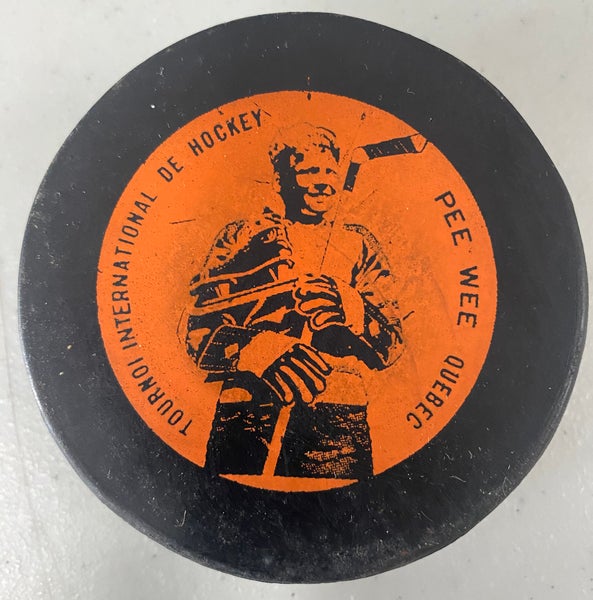 TOURNOI INTERNATIONAL DE HOCKEY
PEE WEE QUEBEC